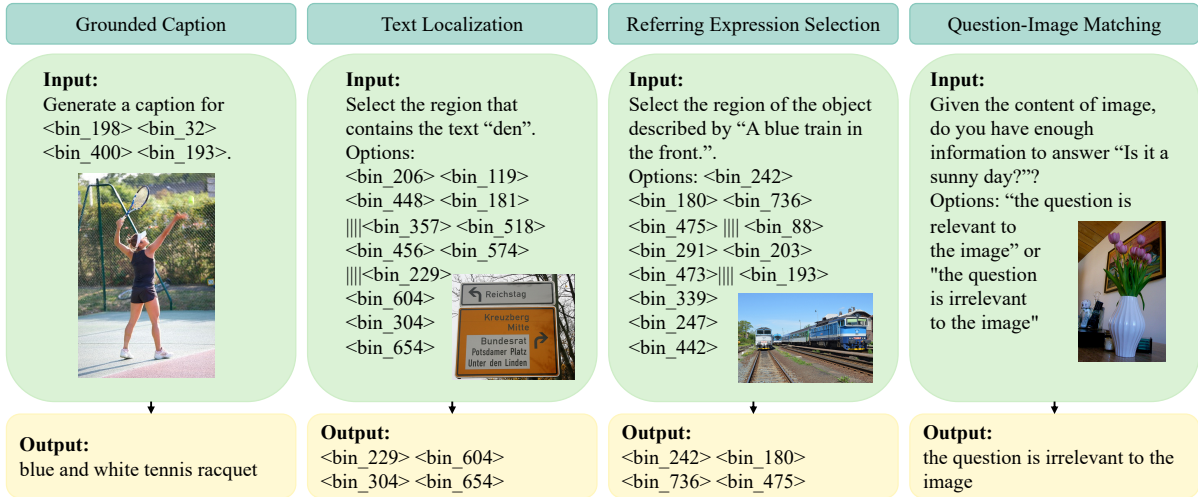 Grounded Caption
Input:
Generate a caption for
<bin_198> <bin_32>
<bin_400> <bin_193>.
Output:
blue and white tennis racquet
Text Localization
Input:
Select the region that
contains the text “den”.
Options:
<bin_206> <bin_119>
<bin_448> <bin_181>
||||<bin_357> <bin_518>
<bin_456> <bin_574>
||||<bin_229>
<bin_604>
<bin_304>
<bin_654>
Reichstag
Kreuzberg
Mitte
Bundesrat
Potsdamer Platz
Unter den Linden
Output:
<bin_229> <bin_604>
<bin_304> <bin_654>
Referring Expression Selection
Input:
Select the region of the object
described by “A blue train in
the front.”.
Options: <bin_242>
<bin_180> <bin_736>
<bin_475> |||| <bin_88>
<bin_291> <bin_203>
<bin_473>|||| <bin_193>
<bin_339>
<bin_247>
<bin_442>
Output:
<bin_242> <bin_180>
<bin_736> <bin_475>
Question-Image Matching
Input:
Given the content of image,
do you have enough
information to answer “Is it a
sunny day?”?
Options: “the question is
relevant to
the image” or
"the question
is irrelevant
to the image"
Output:
the question is irrelevant to the
image